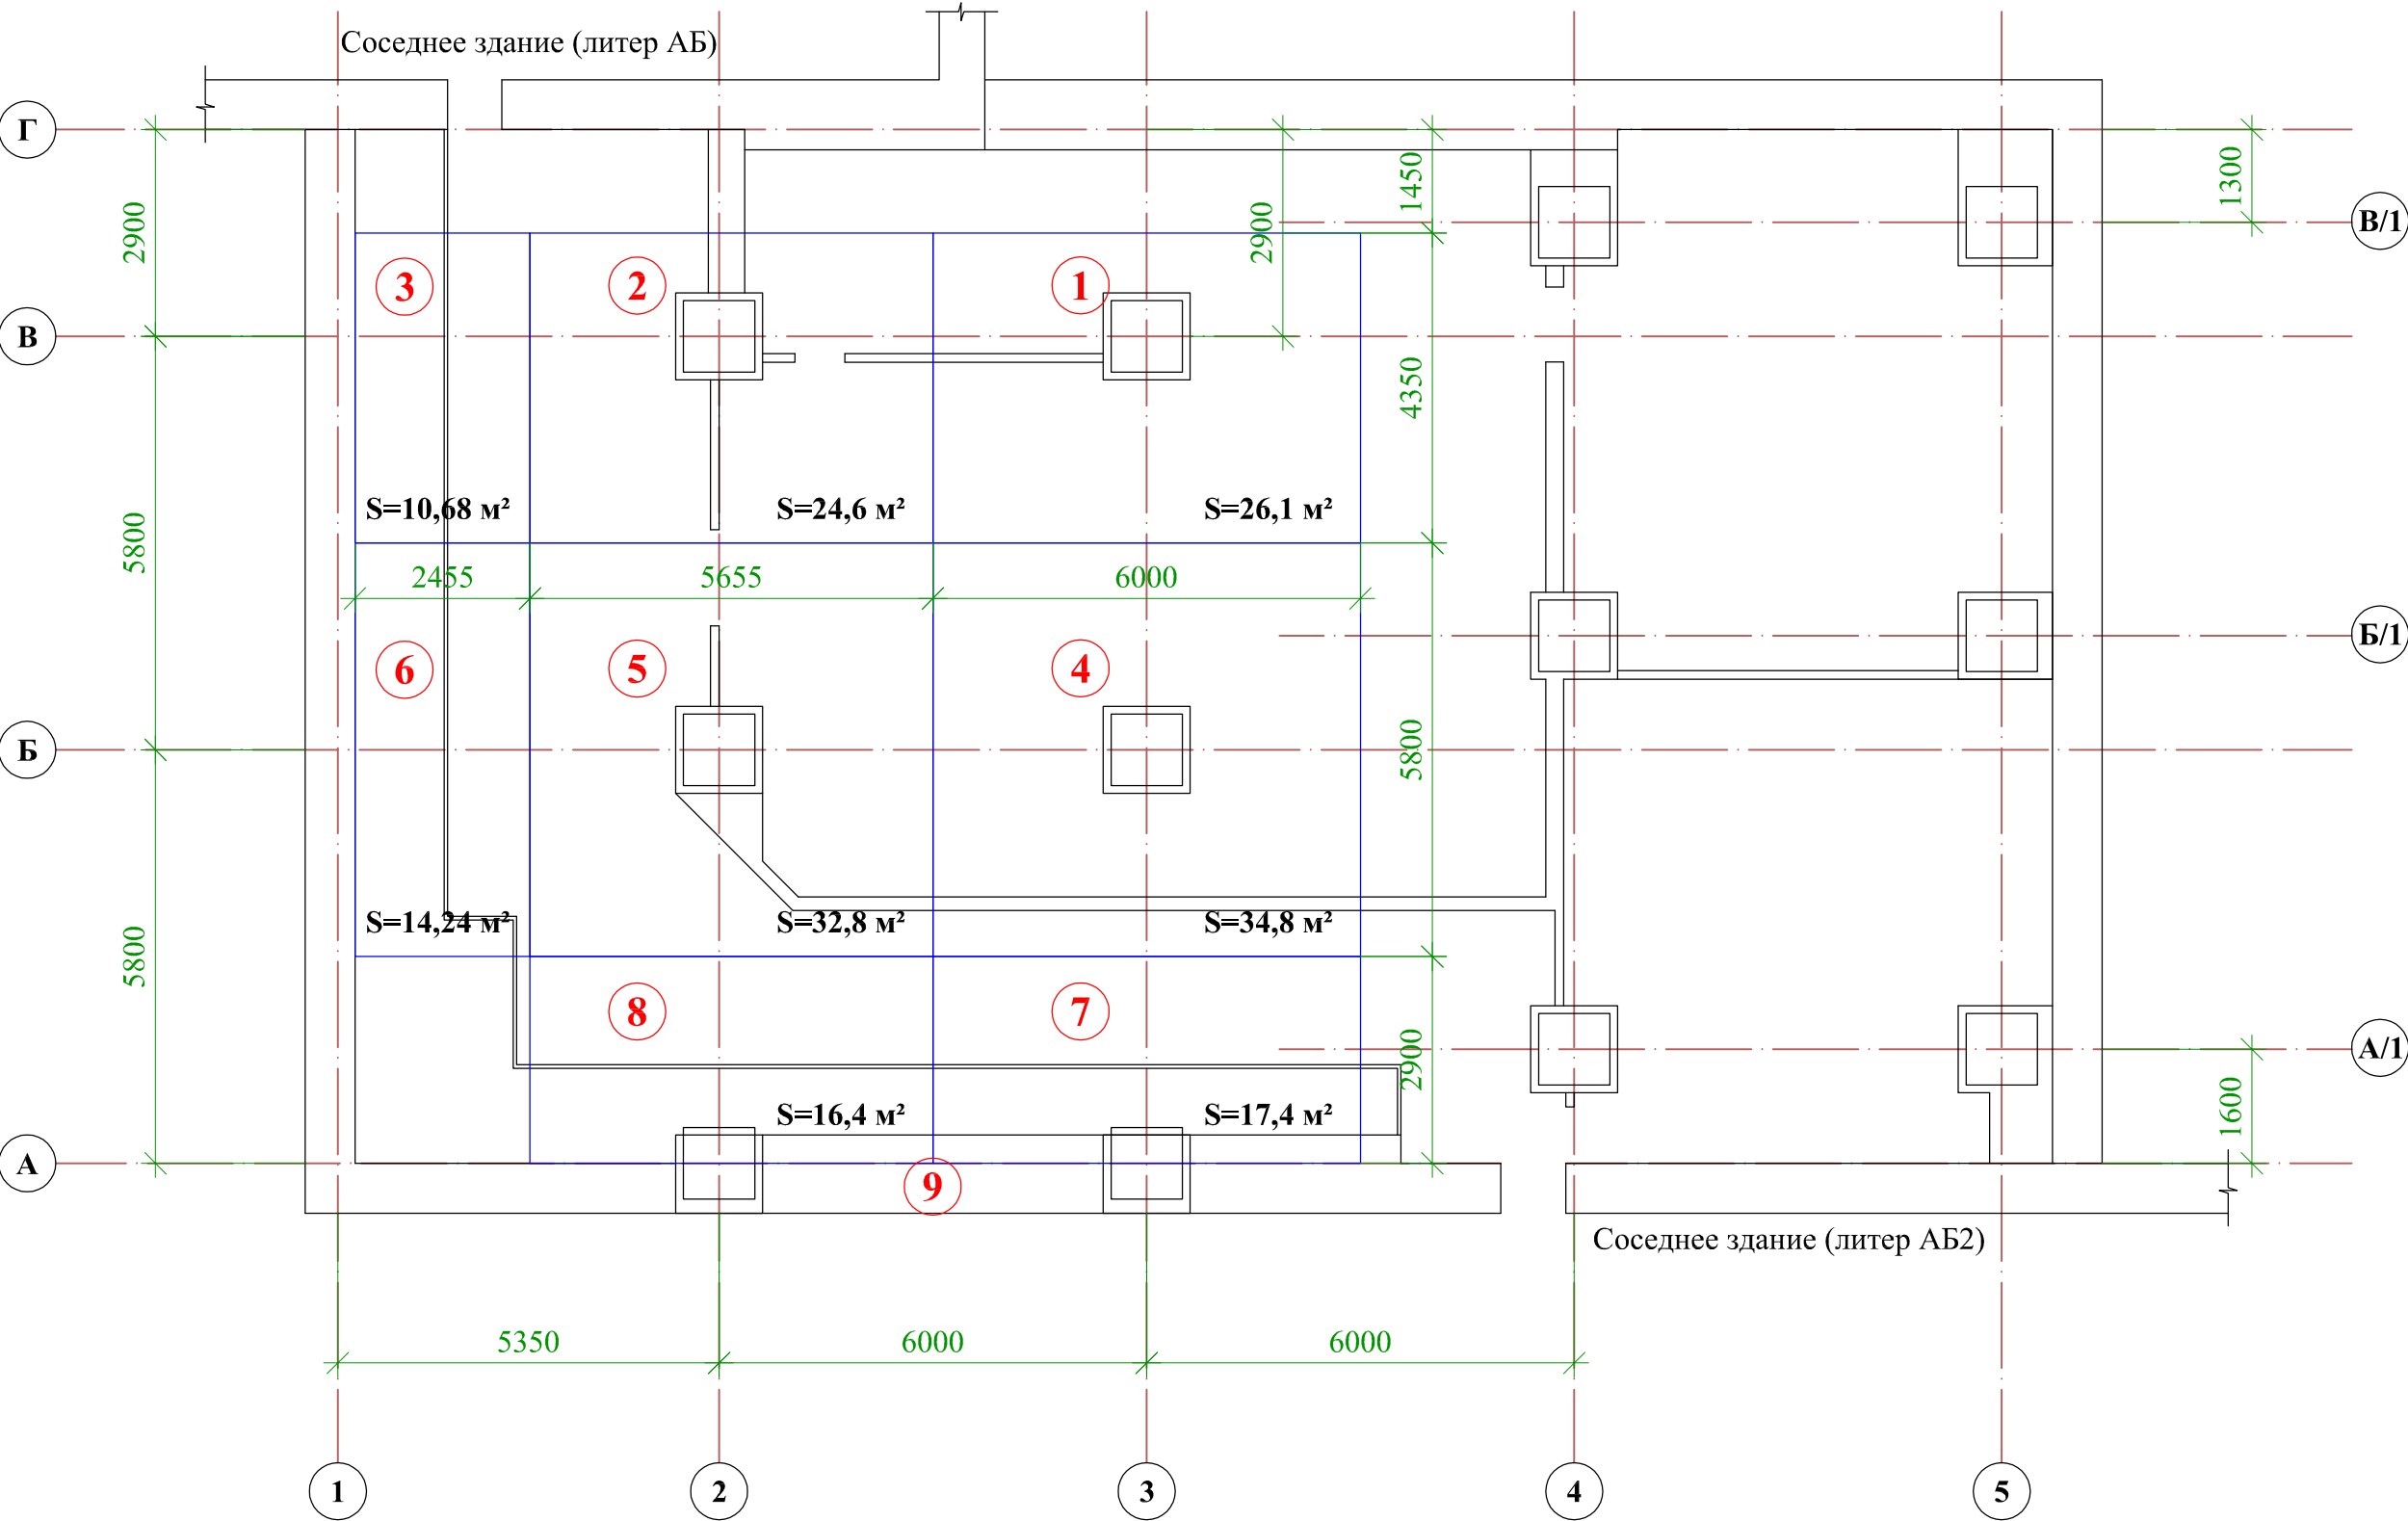 Соседнее здание (литер АБ)
Г
2900
2900
1450
1300
В/1
3
2
1
В
4350
S=10,68 м²
S=24,6 м²
S=26,1 м²
5800
2455
5655
6000
6
5
4
Б/1
Б
5800
S=14,24 м²
S=32,8 м²
S=34,8 м²
5800
8
7
А/1
2900
1600
S=16,4 м²
S=17,4 м²
А
9
Соседнее здание (литер АБ2)
5350
6000
6000
1
2
3
4
5